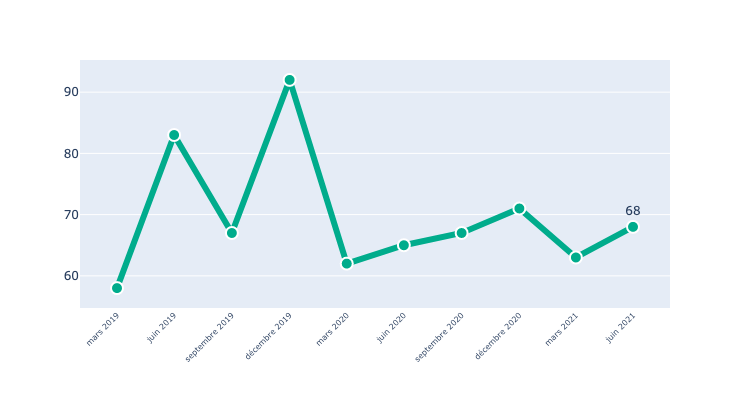 90
80
70
60
68
mars 2019
juin 2019
septembre 2019
décembre 2019
mars 2020
juin 2020
septembre 2020
décembre 2020
mars 2021
juin 2021